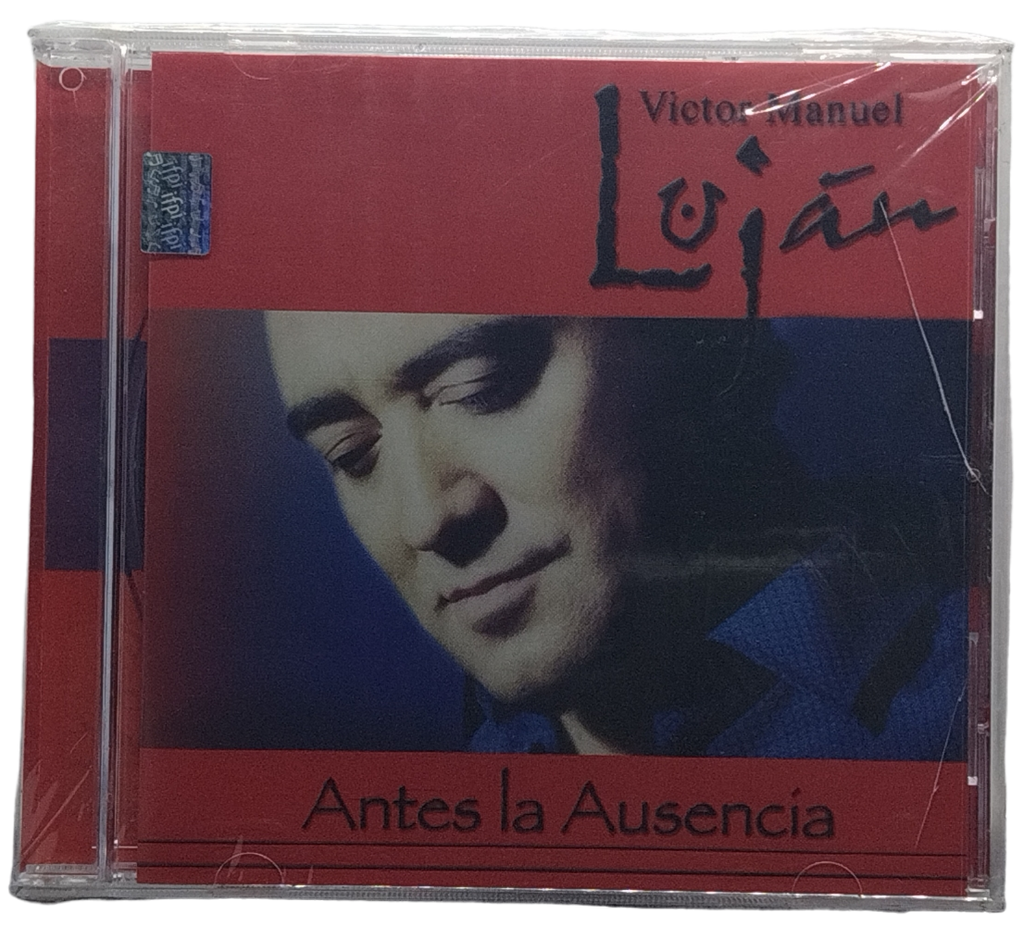 Victor Manuel
Luján
Antes la Ausencia